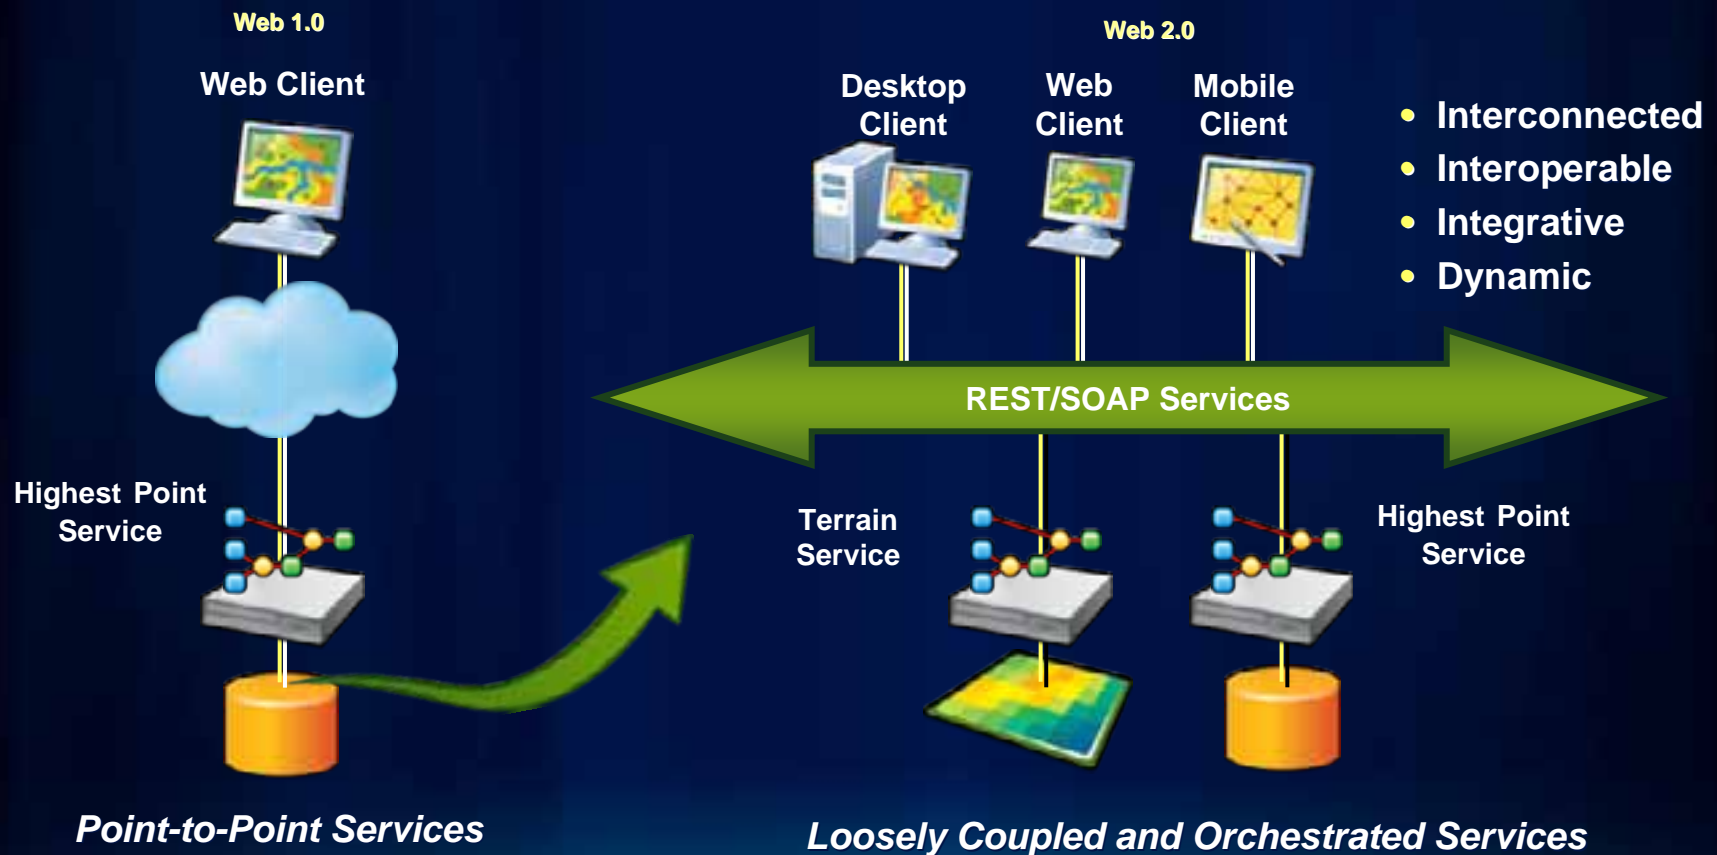 Web 1.0
Web Client
Highest Point
Service
Point-to-Point Services
Web 2.0
Desktop
Client
Web
Client
Mobile
Client
• Interconnected
• Interoperable
• Integrative
• Dynamic
REST/SOAP Services
Terrain
Service
Highest Point
Service
Loosely Coupled and Orchestrated Services